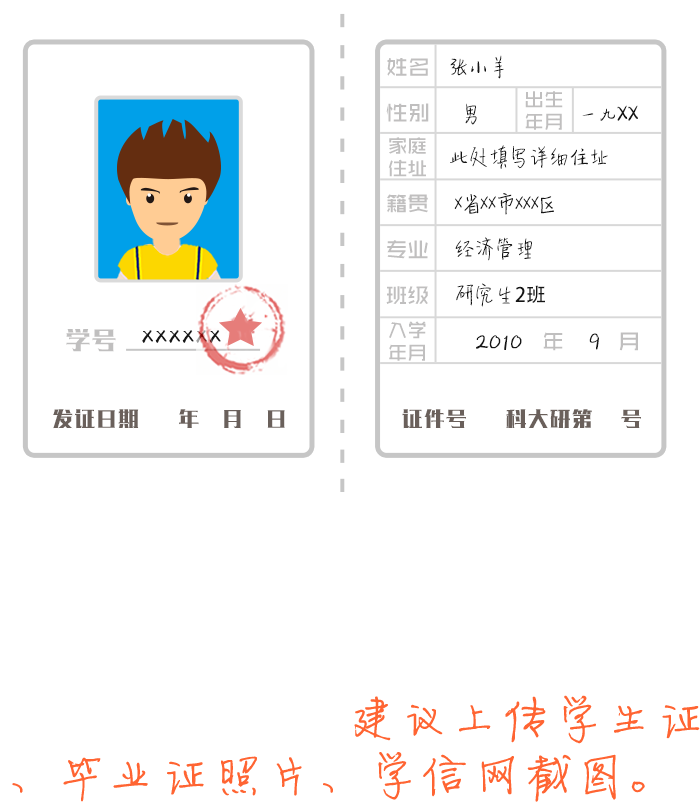 学号 XXXXXX
发证日期 年 月 日
姓名 张小羊
性别 男 出生年月 一九XX
家庭住址 此处填写详细住址
籍贯 X省XX市XXX区
专业 经济管理
班级 研究生2班
入学年月 2010 年 9 月
证件号 科大研第 号
建议上传学生证
、毕业证照片、学信网截图。